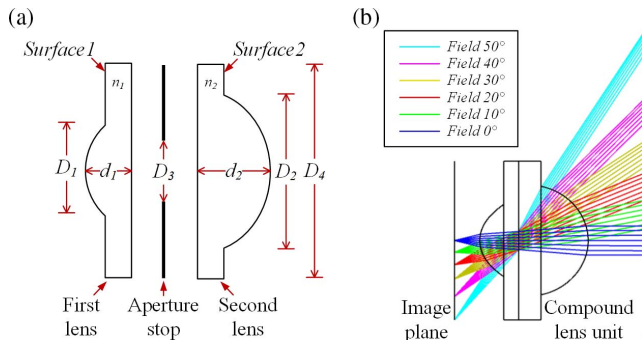 (a)
Surface1
Surface2
n1
n2
D1
d1
D3
d2
D2
D4
First lens
Aperture stop
Second lens
(b)
Field 50°
Field 40°
Field 30°
Field 20°
Field 10°
Field 0°
Image plane
Compound lens unit